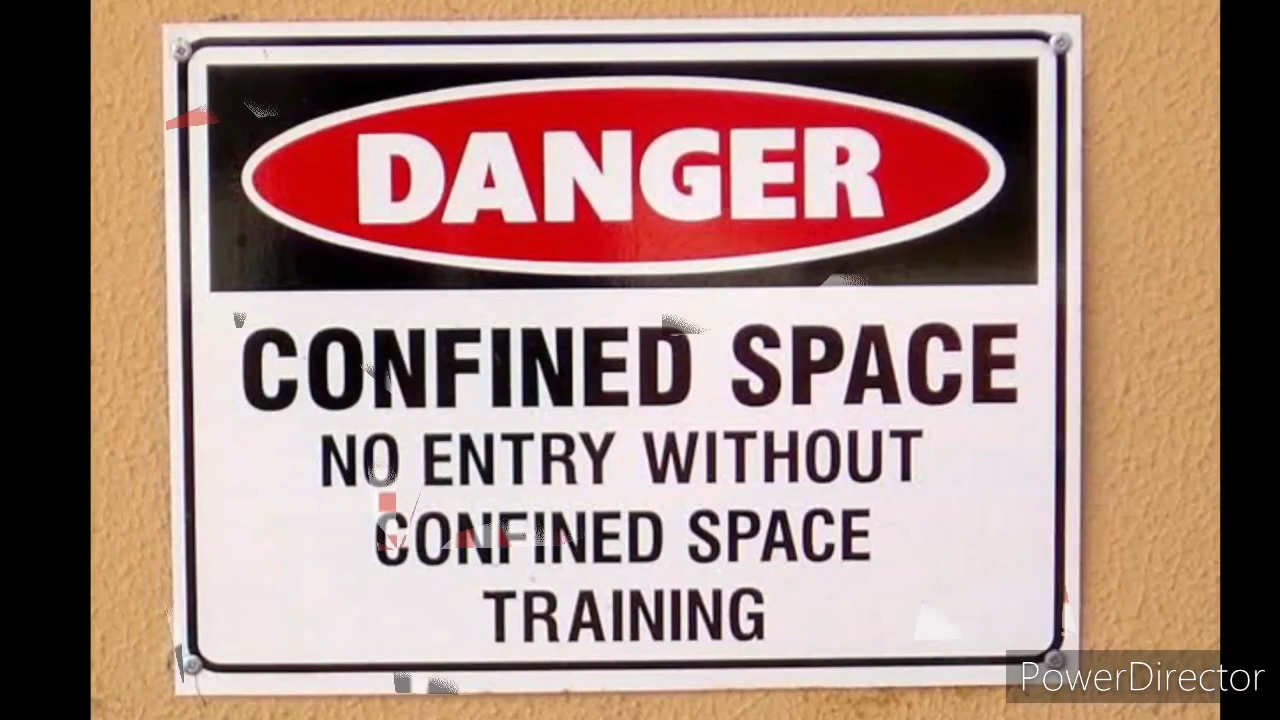 DANGER
CONFINED SPACE
NO ENTRY WITHOUT
CONFINED SPACE
TRAINING
PowerDirector